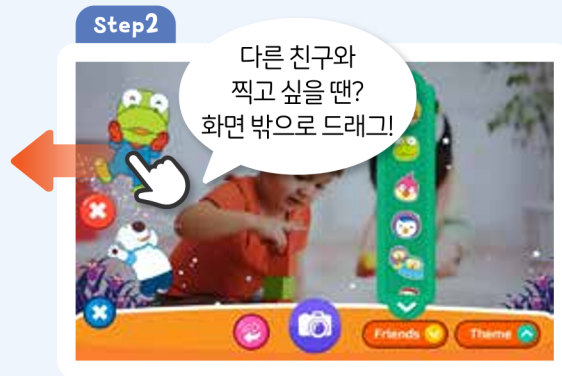 Step2
다른 친구와
찍고 싶을 땐?
화면 밖으로 드래그!
Friends
Theme